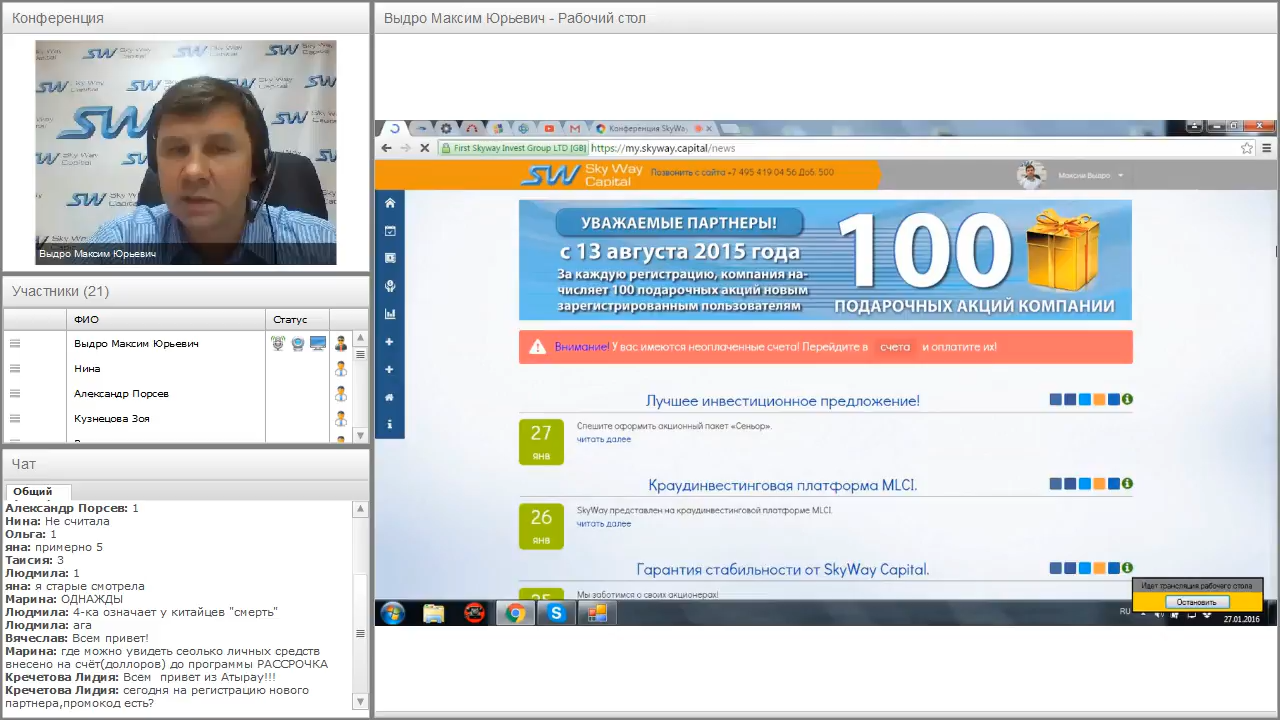 Конференция
Sky Way Capital
SW
Выдро Максим Юрьевич
Участники (21)
ФИО
Статус
Выдро Максим Юрьевич
Нина
Александр Порсев
Кузнецова Зоя
Чат
Общий
Александр Порсев: 1
Нина: Не считала
Ольга: 1
яна: примерно 5
Таисия: 3
Людмила: 1
яна: я старые смотрела
Марина: ОДНАЖДЫ
Людмила: 4-ка означает у китайцев "смерть"
Людмила: ага
Вячеслав: Всем привет!
Марина: где можно увидеть сеолько личных средств
внесено на счёт(доллоров) до программы РАССРОЧКА
Кречетова Лидия: Всем привет из Атырау!!!
Кречетова Лидия: сегодня на регистрацию нового
партнера,промокод есть?
Выдро Максим Юрьевич - Рабочий стол
Конференция SkyWa
First Skyway Invest Group LTD [GB]
https://my.skyway.capital/news
SW Sky Way Capital
Позвонить с сайта +7 495 419 04 56 Доб. 500
Максим Выдро
УВАЖАЕМЫЕ ПАРТНЕРЫ!
с 13 августа 2015 года
За каждую регистрацию, компания на-
числяет 100 подарочных акций новым
зарегистрированным пользователям
100
ПОДАРОЧНЫХ АКЦИЙ КОМПАНИИ
Внимание! У вас имеются неоплаченные счета! Перейдите в счета и оплатите их!
Лучшее инвестиционное предложение!
27
янв
Спешите оформить акционный пакет «Сеньор».
читать далее
Краудинвестинговая платформа MLCI.
26
янв
SkyWay представлен на краудинвестинговой платформе MLCI.
читать далее
Гарантия стабильности от SkyWay Capital.
Мы заботимся о своих акционерах!
Идет трансляция рабочего стола
Остановить
RU
27.01.2016